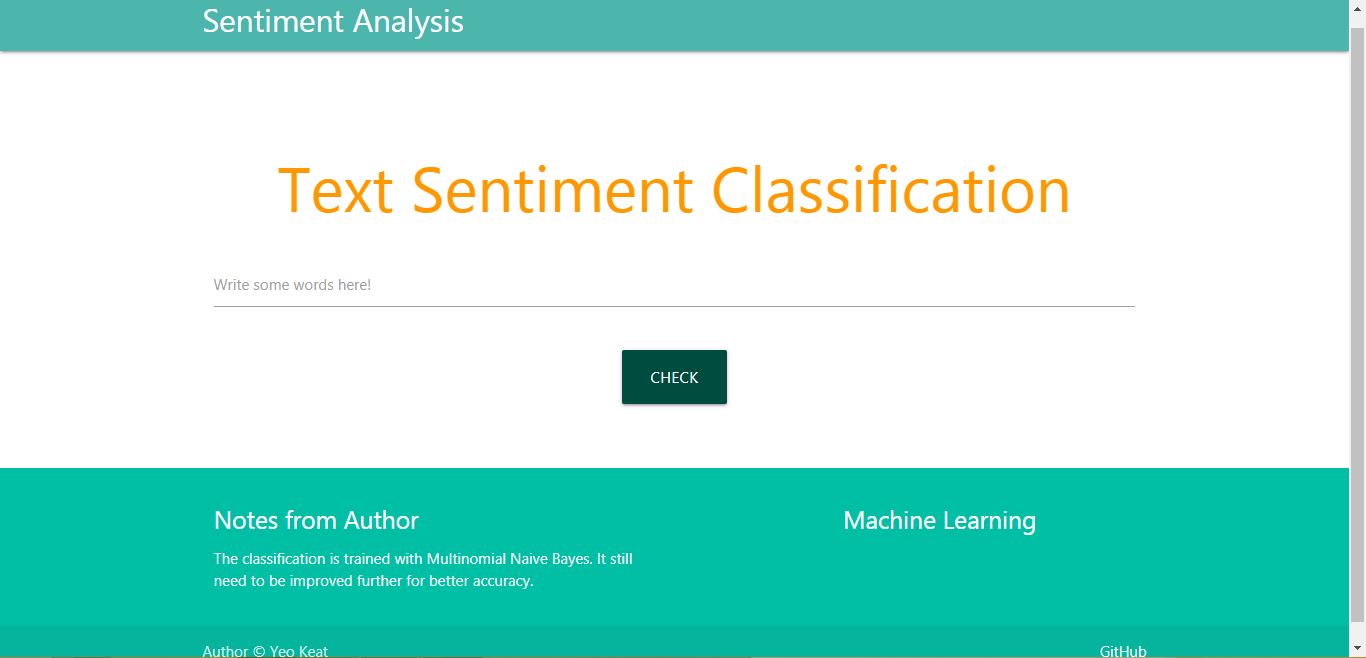 Sentiment Analysis
Text Sentiment Classification
Write some words here!
CHECK
Notes from Author
The classification is trained with Multinomial Naive Bayes. It still
need to be improved further for better accuracy.
Machine Learning
Author © Yeo Keat
GitHub